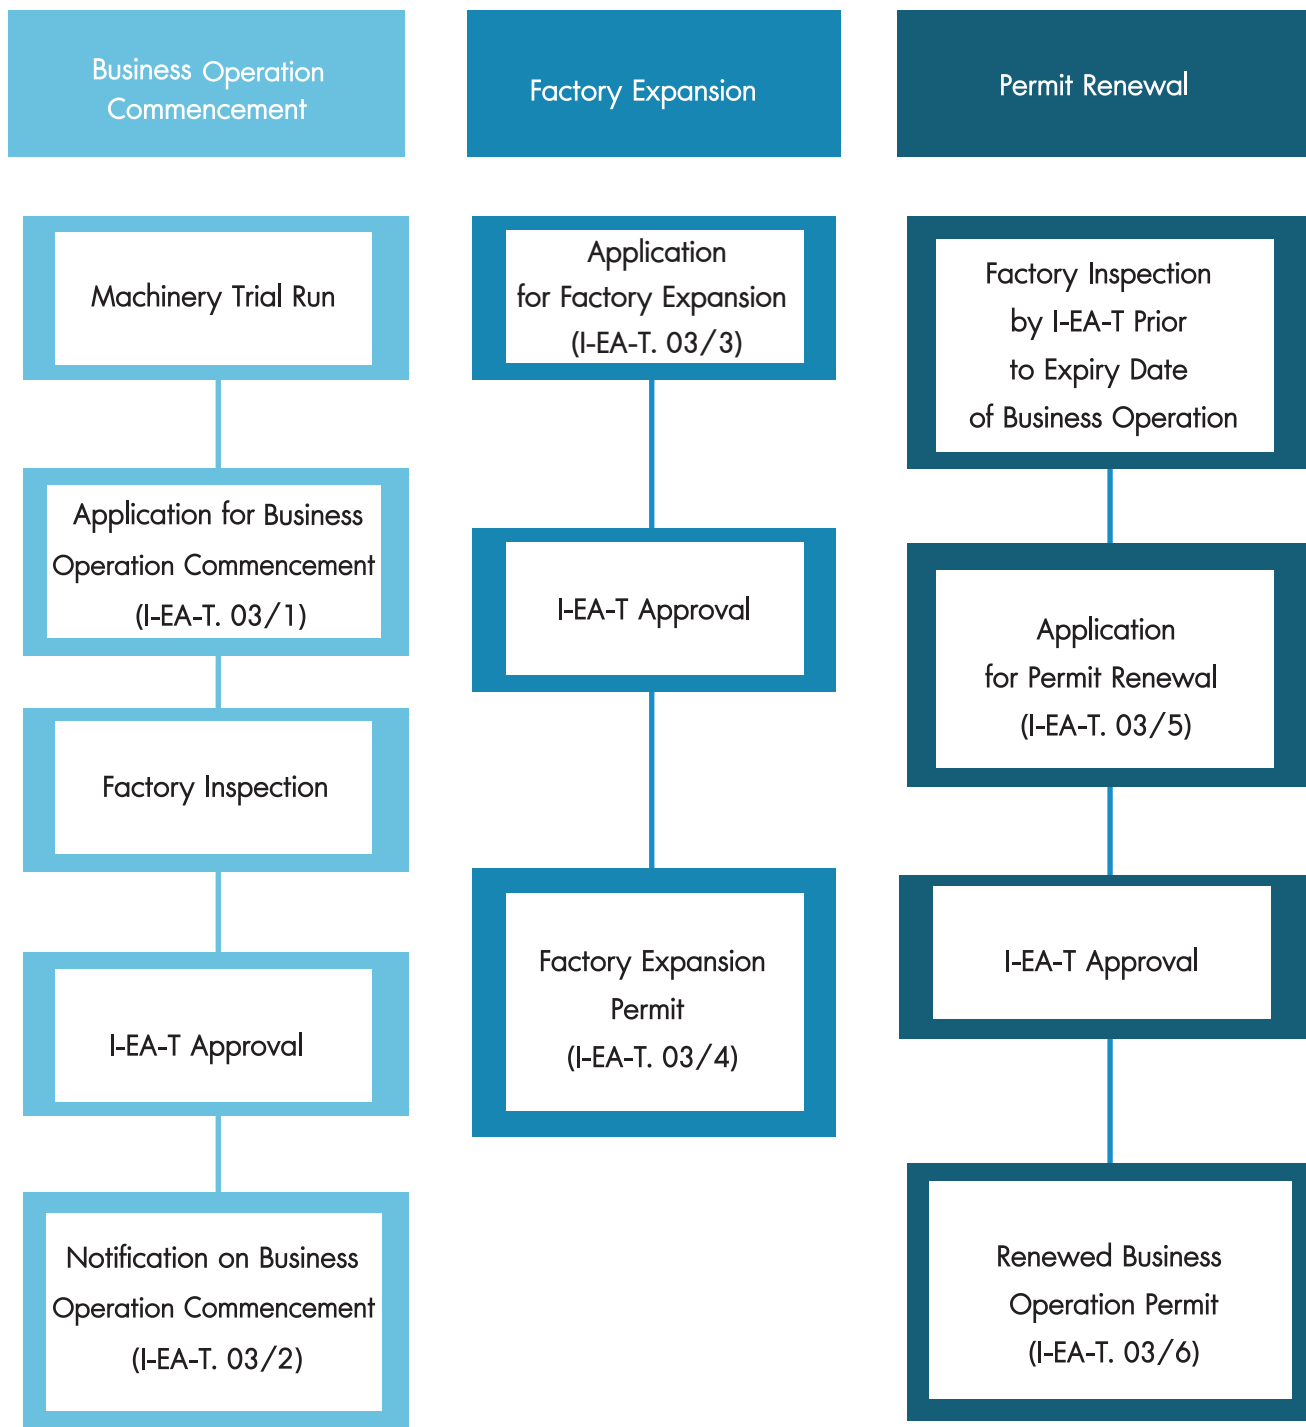 Business Operation
Commencement
Machinery Trial Run
Application for Business
Operation Commencement
(I-EA-T. 03/1)
Factory Inspection
I-EA-T Approval
Notification on Business
Operation Commencement
(I-EA-T. 03/2)
Factory Expansion
Application
for Factory Expansion
(I-EA-T. 03/3)
I-EA-T Approval
Factory Expansion
Permit
(I-EA-T. 03/4)
Permit Renewal
Factory Inspection
by I-EA-T Prior
to Expiry Date
of Business Operation
Application
for Permit Renewal
(I-EA-T. 03/5)
I-EA-T Approval
Renewed Business
Operation Permit
(I-EA-T. 03/6)